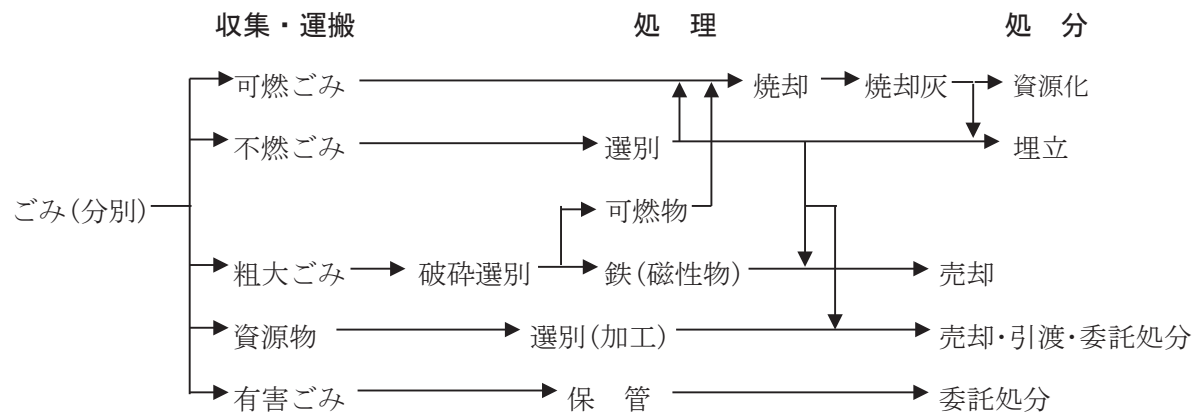 収集・運搬 処　理 処　分
可燃ごみ 焼却 焼却灰 資源化
不燃ごみ 選別 埋立
ごみ(分別) 可燃物
粗大ごみ 破砕選別 鉄(磁性物) 売却
資源物 選別(加工) 売却・引渡・委託処分
有害ごみ 保　管 委託処分